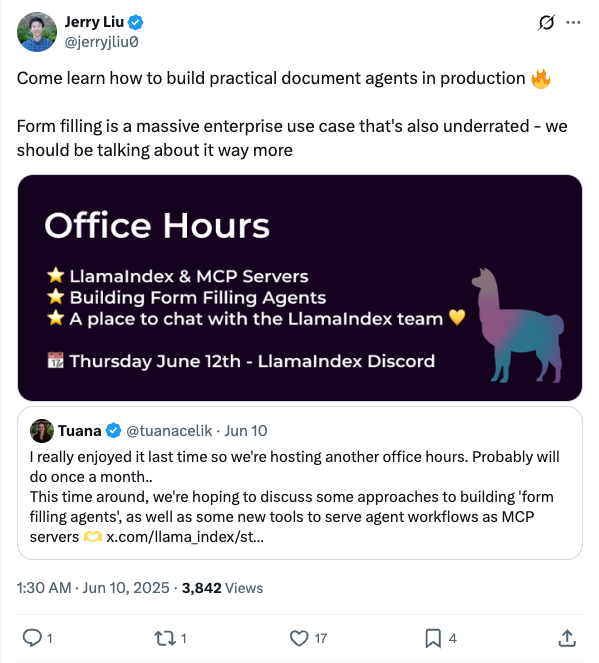 Jerry Liu
@jerryjliu0
Come learn how to build practical document agents in production 🔥
Form filling is a massive enterprise use case that's also underrated - we
should be talking about it way more
Office Hours
⭐ LlamaIndex & MCP Servers
⭐ Building Form Filling Agents
⭐ A place to chat with the LlamaIndex team 💛
📅 Thursday June 12th - LlamaIndex Discord
Tuana @tuanacelik · Jun 10
I really enjoyed it last time so we're hosting another office hours. Probably will
do once a month..
This time around, we're hoping to discuss some approaches to building 'form
filling agents', as well as some new tools to serve agent workflows as MCP
servers 🫶 x.com/llama_index/st...
1:30 AM · Jun 10, 2025 · 3,842 Views
1 1 17 4